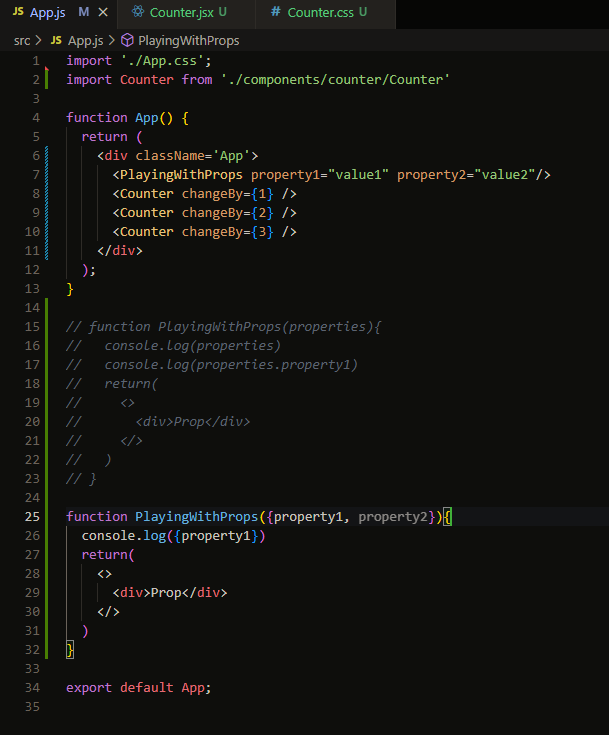 JS App.js M × Counter.jsx U # Counter.css U
src > JS App.js > PlayingWithProps
1 import './App.css';
2 import Counter from './components/counter/Counter'
3
4 function App() {
5   return (
6     <div className='App'>
7       <PlayingWithProps property1="value1" property2="value2"/>
8       <Counter changeBy={1} />
9       <Counter changeBy={2} />
10       <Counter changeBy={3} />
11     </div>
12   );
13 }
14
15 // function PlayingWithProps(properties){
16 //   console.log(properties)
17 //   console.log(properties.property1)
18 //   return(
19 //     <>
20 //       <div>Prop</div>
21 //     </>
22 //   )
23 // }
24
25 function PlayingWithProps({property1, property2}){
26   console.log({property1})
27   return(
28     <>
29       <div>Prop</div>
30     </>
31   )
32 }
33
34 export default App;
35